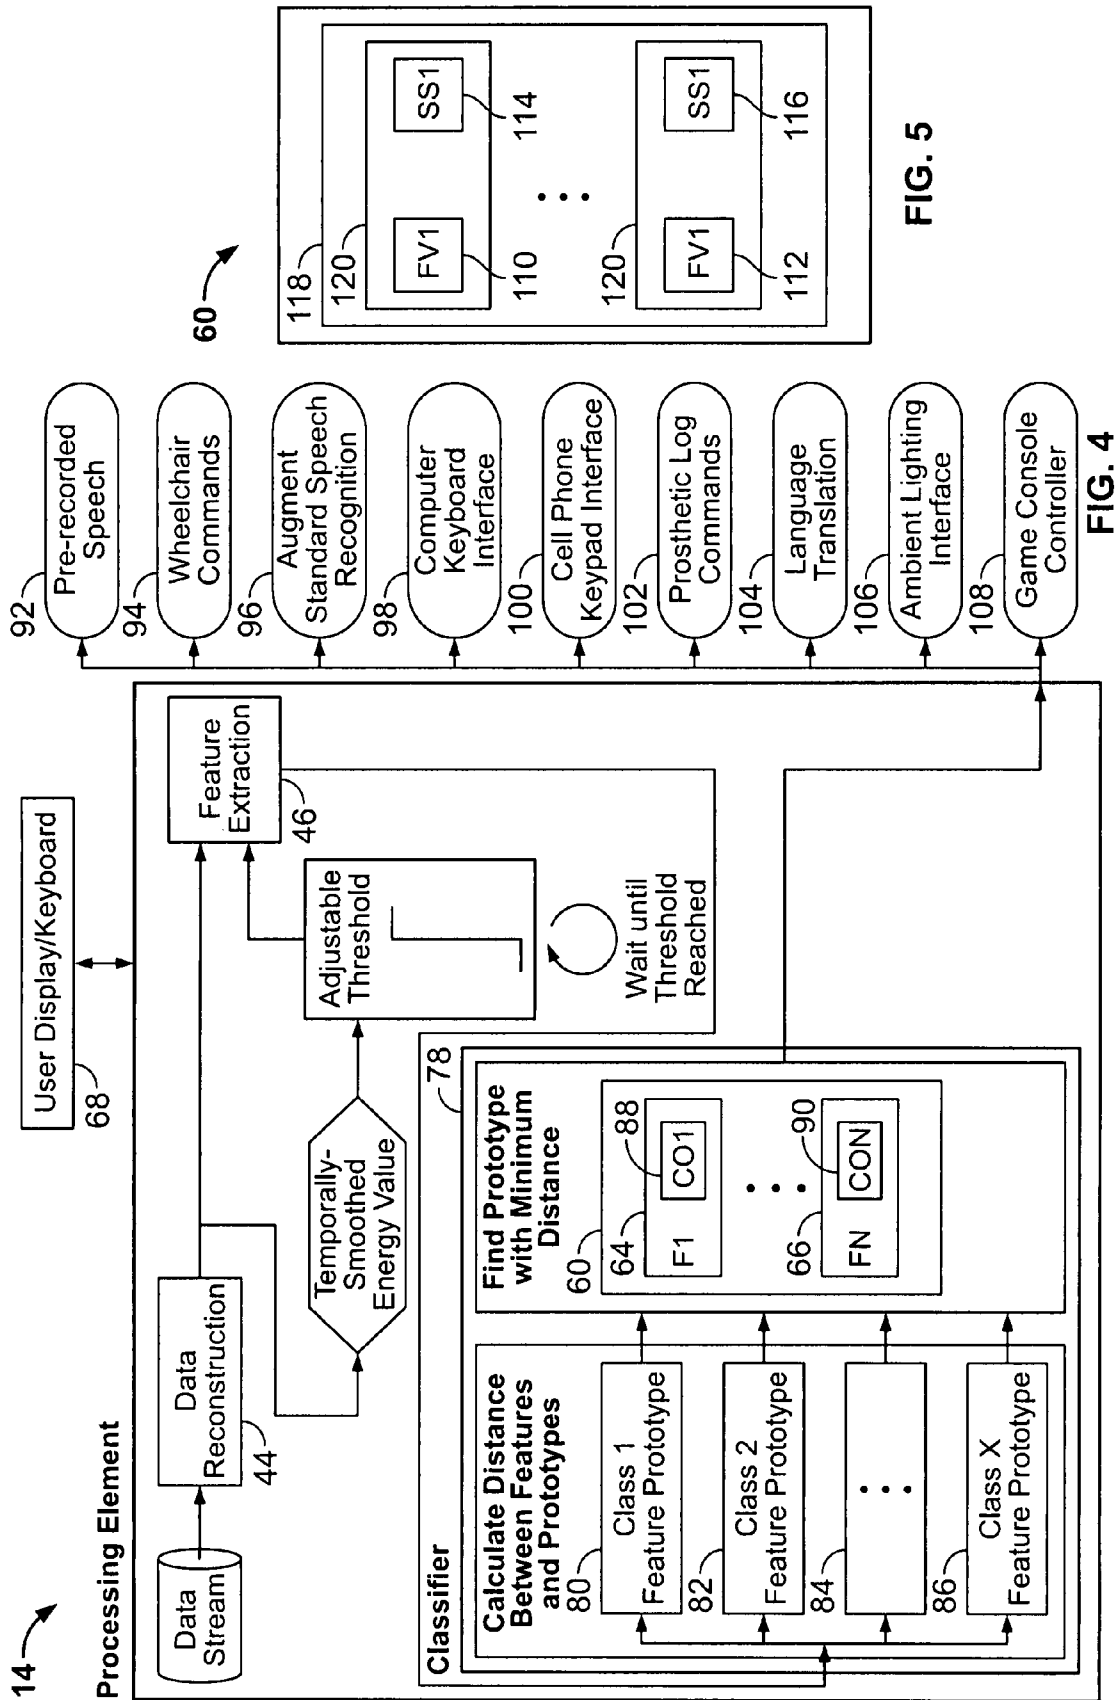 14
Processing Element
Data
Stream
Data
Reconstruction
44
User Display/Keyboard
68
Feature
Extraction
46
Temporally-
Smoothed
Energy Value
Adjustable
Threshold
Wait until
Threshold
Reached
Classifier
78
Calculate Distance
Between Features
and Prototypes
80
Class 1
Feature Prototype
82
Class 2
Feature Prototype
84
86
Class X
Feature Prototype
Find Prototype
with Minimum
Distance
60
64
F1
CO1
88
66
FN
CON
90
92
Pre-recorded
Speech
94
Wheelchair
Commands
96
Augment
Standard Speech
Recognition
98
Computer
Keyboard
Interface
100
Cell Phone
Keypad Interface
102
Prosthetic Log
Commands
104
Language
Translation
106
Ambient Lighting
Interface
108
Game Console
Controller
FIG. 4
60
118
120
FV1
110
SS1
114
120
FV1
112
SS1
116
FIG. 5